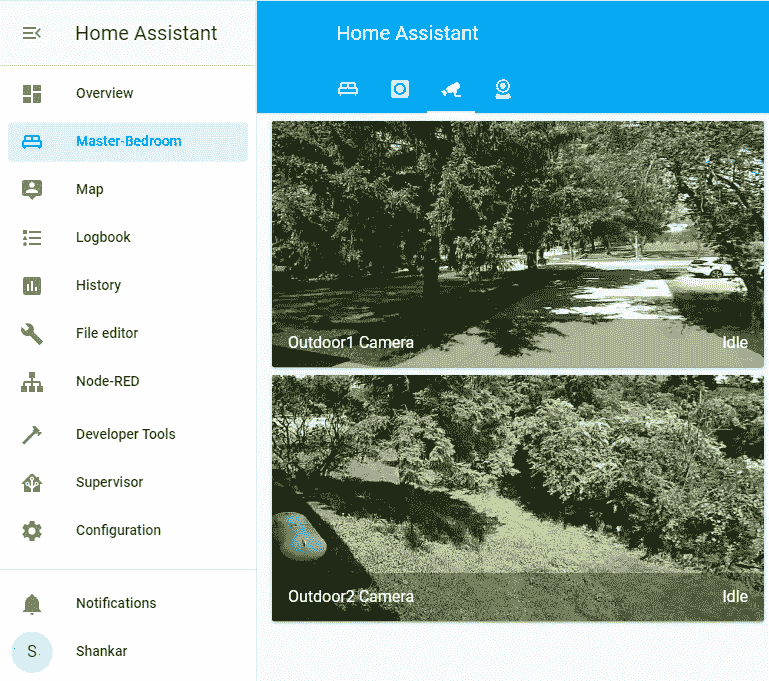 Home Assistant
Overview
Master-Bedroom
Map
Logbook
History
File editor
Node-RED
Developer Tools
Supervisor
Configuration
Notifications
S
Shankar
Home Assistant
Outdoor1 Camera
Idle
Outdoor2 Camera
Idle